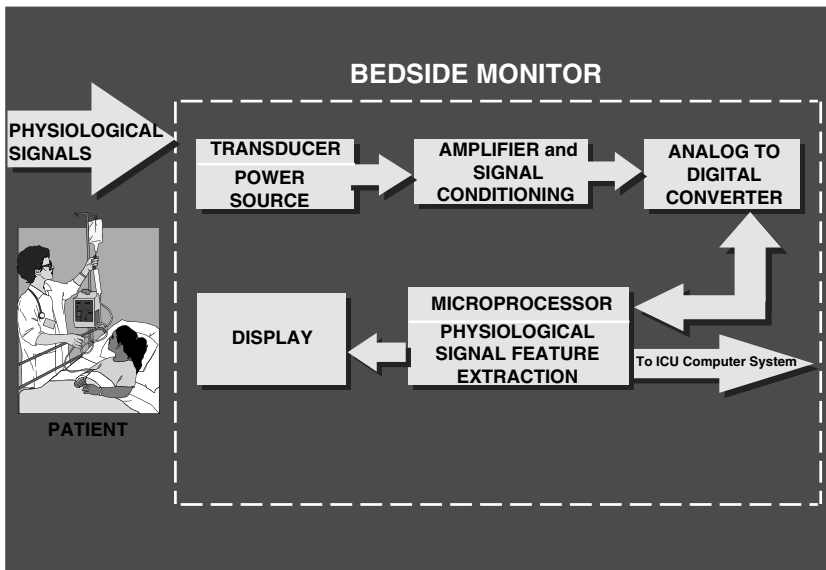 BEDSIDE MONITOR
PHYSIOLOGICAL
SIGNALS
TRANSDUCER
POWER
SOURCE
AMPLIFIER and
SIGNAL
CONDITIONING
ANALOG TO
DIGITAL
CONVERTER
DISPLAY
MICROPROCESSOR
PHYSIOLOGICAL
SIGNAL FEATURE
EXTRACTION
To ICU Computer System
PATIENT